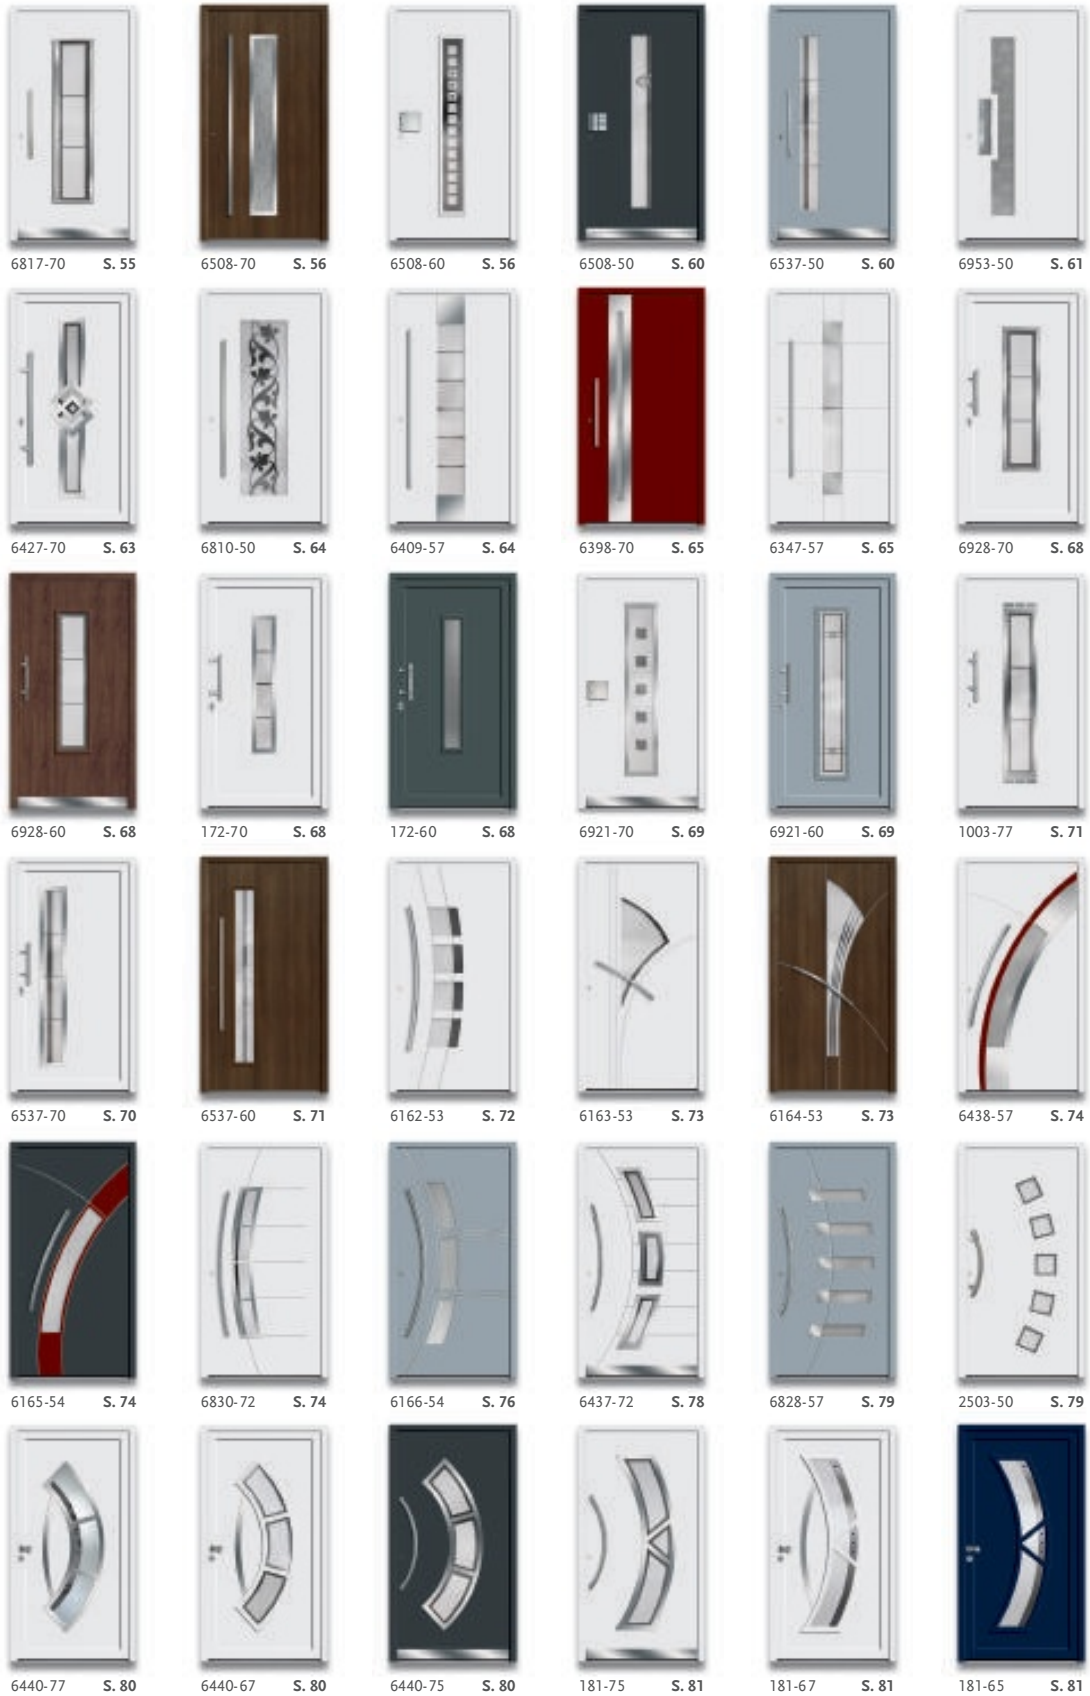 6817-70 S. 55 6508-70 S. 56 6508-60 S. 56 6508-50 S. 60 6537-50 S. 60 6953-50 S. 61
6427-70 S. 63 6810-50 S. 64 6409-57 S. 64 6398-70 S. 65 6347-57 S. 65 6928-70 S. 68
6928-60 S. 68 172-70 S. 68 172-60 S. 68 6921-70 S. 69 6921-60 S. 69 1003-77 S. 71
6537-70 S. 70 6537-60 S. 71 6162-53 S. 72 6163-53 S. 73 6164-53 S. 73 6438-57 S. 74
6165-54 S. 74 6830-72 S. 74 6166-54 S. 76 6437-72 S. 78 6828-57 S. 79 2503-50 S. 79
6440-77 S. 80 6440-67 S. 80 6440-75 S. 80 181-75 S. 81 181-67 S. 81 181-65 S. 81